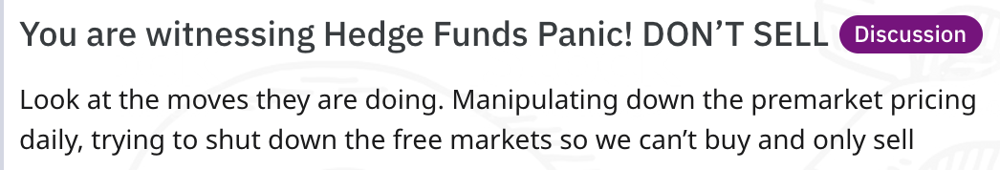 You are witnessing Hedge Funds Panic! DON’T SELL Discussion
Look at the moves they are doing. Manipulating down the premarket pricing
daily, trying to shut down the free markets so we can’t buy and only sell